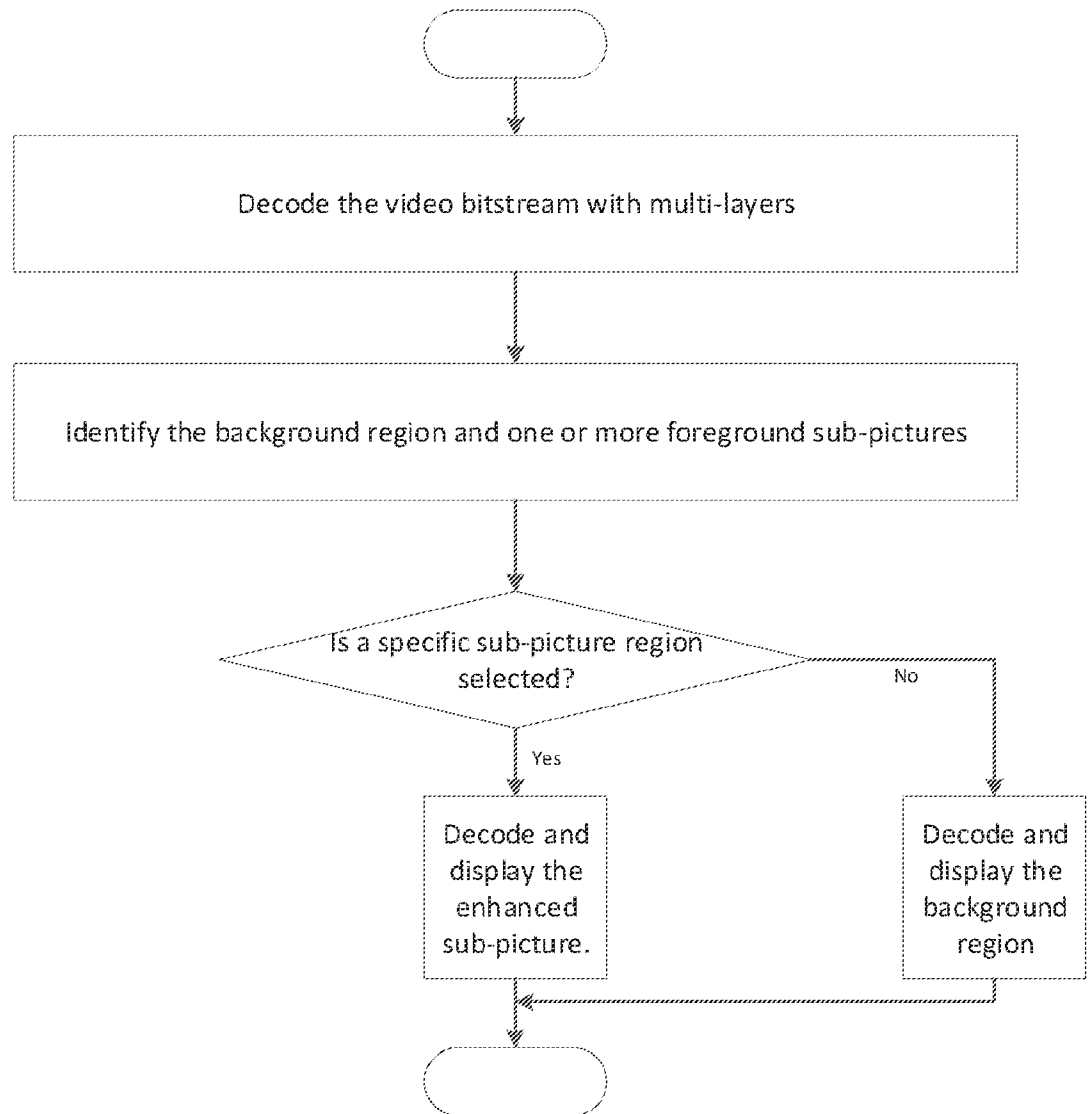 Decode the video bitstream with multi-layers
Identify the background region and one or more foreground sub-pictures
Is a specific sub-picture region
selected?
No
Yes
Decode and
display the
enhanced
sub-picture.
Decode and
display the
background
region